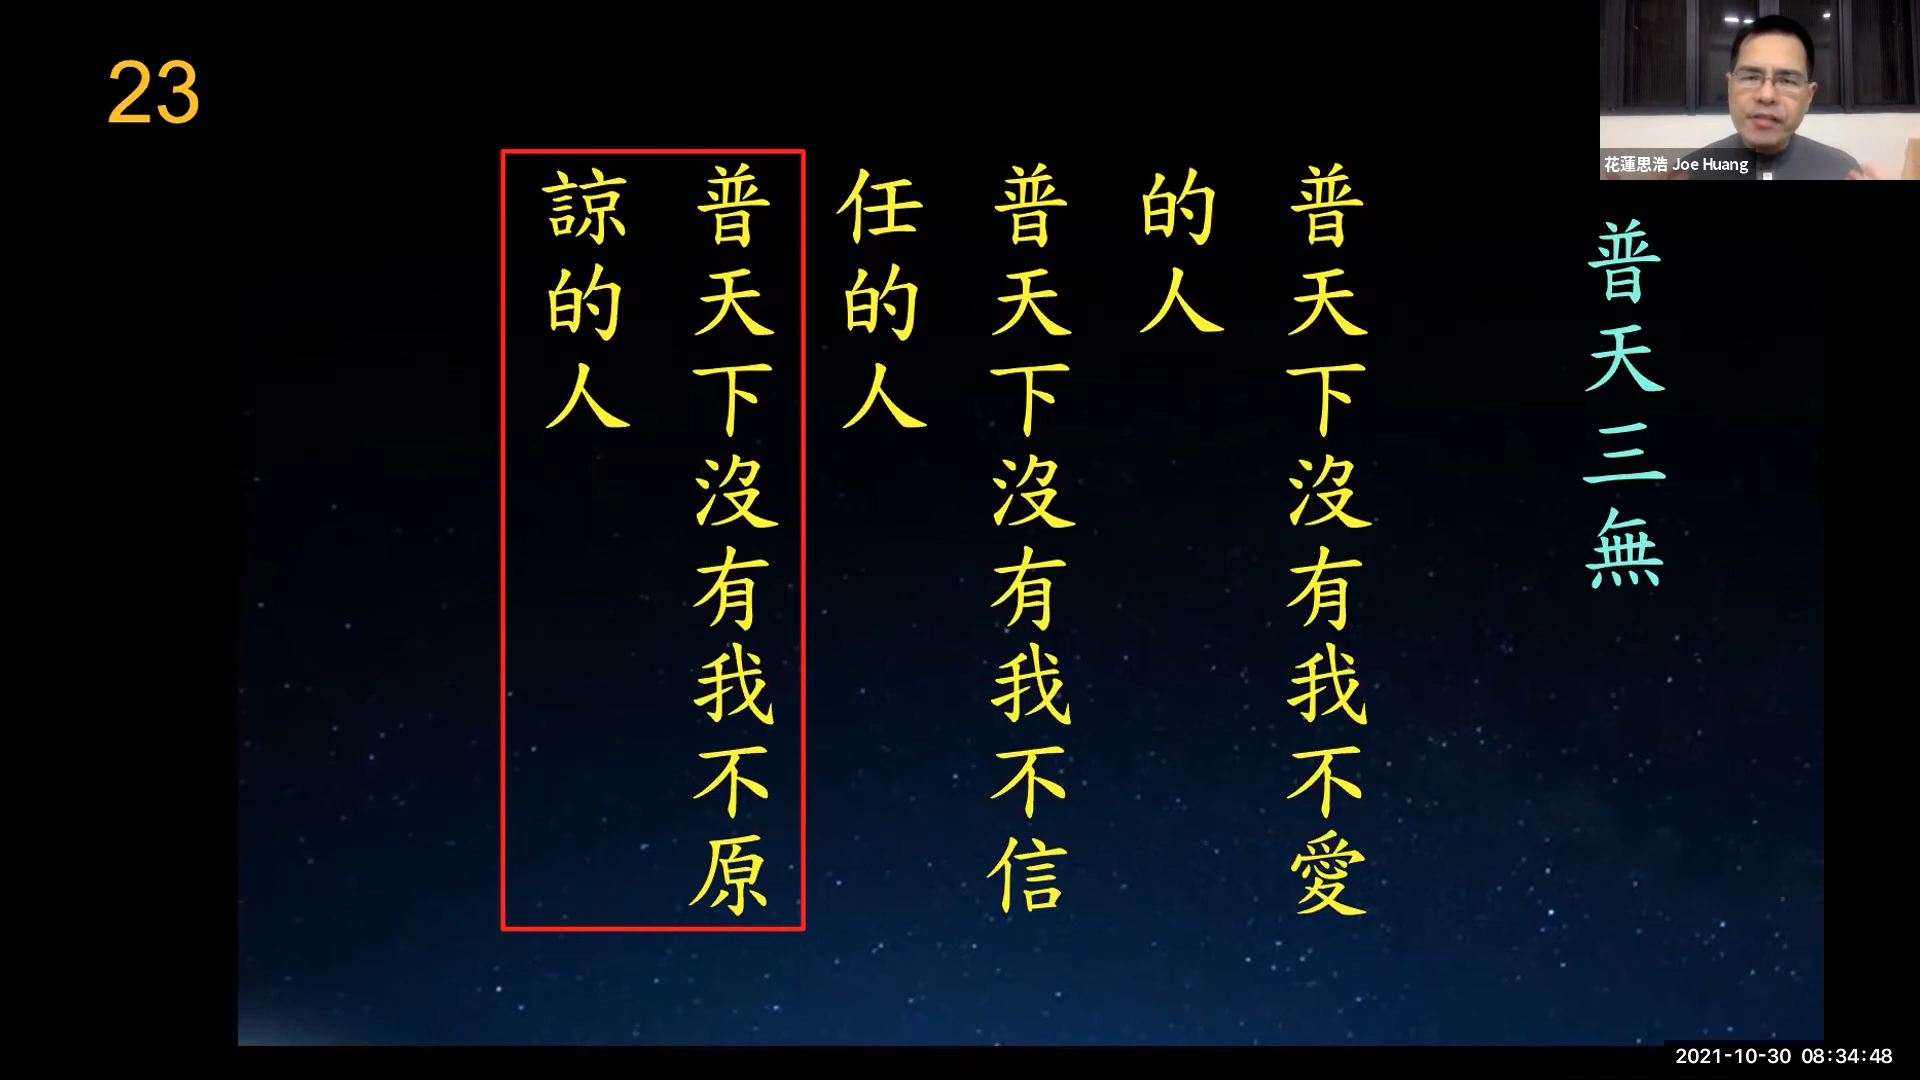 23
花蓮思浩 Joe Huang
普天三無
普天下沒有我不愛
的人
普天下沒有我不信
任的人
普天下沒有我不原
諒的人
2021-10-30 08:34:48